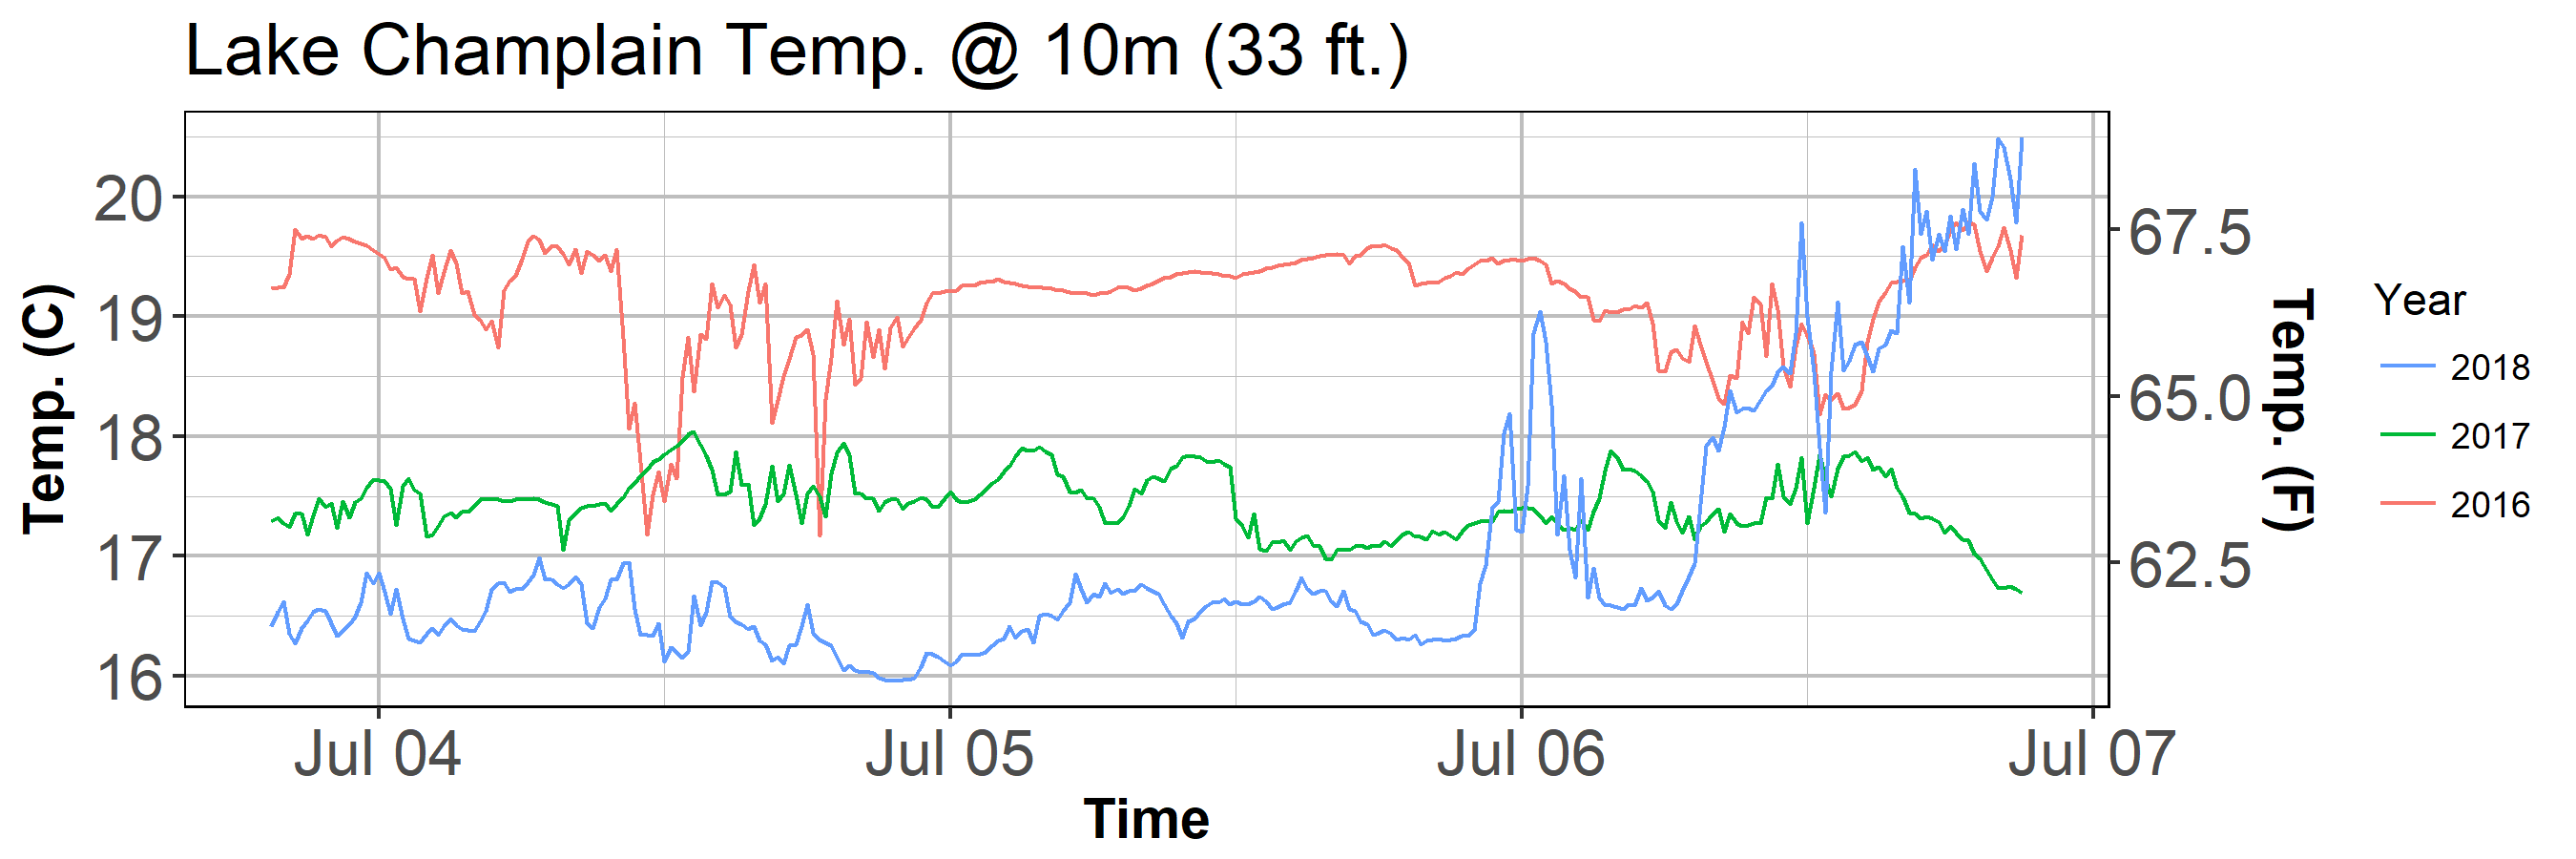 Lake Champlain Temp. @ 10m (33 ft.)
Temp. (C)
20
19
18
17
16
67.5
65.0
62.5
Temp. (F)
Jul 04
Jul 05
Jul 06
Jul 07
Time
Year
2018
2017
2016